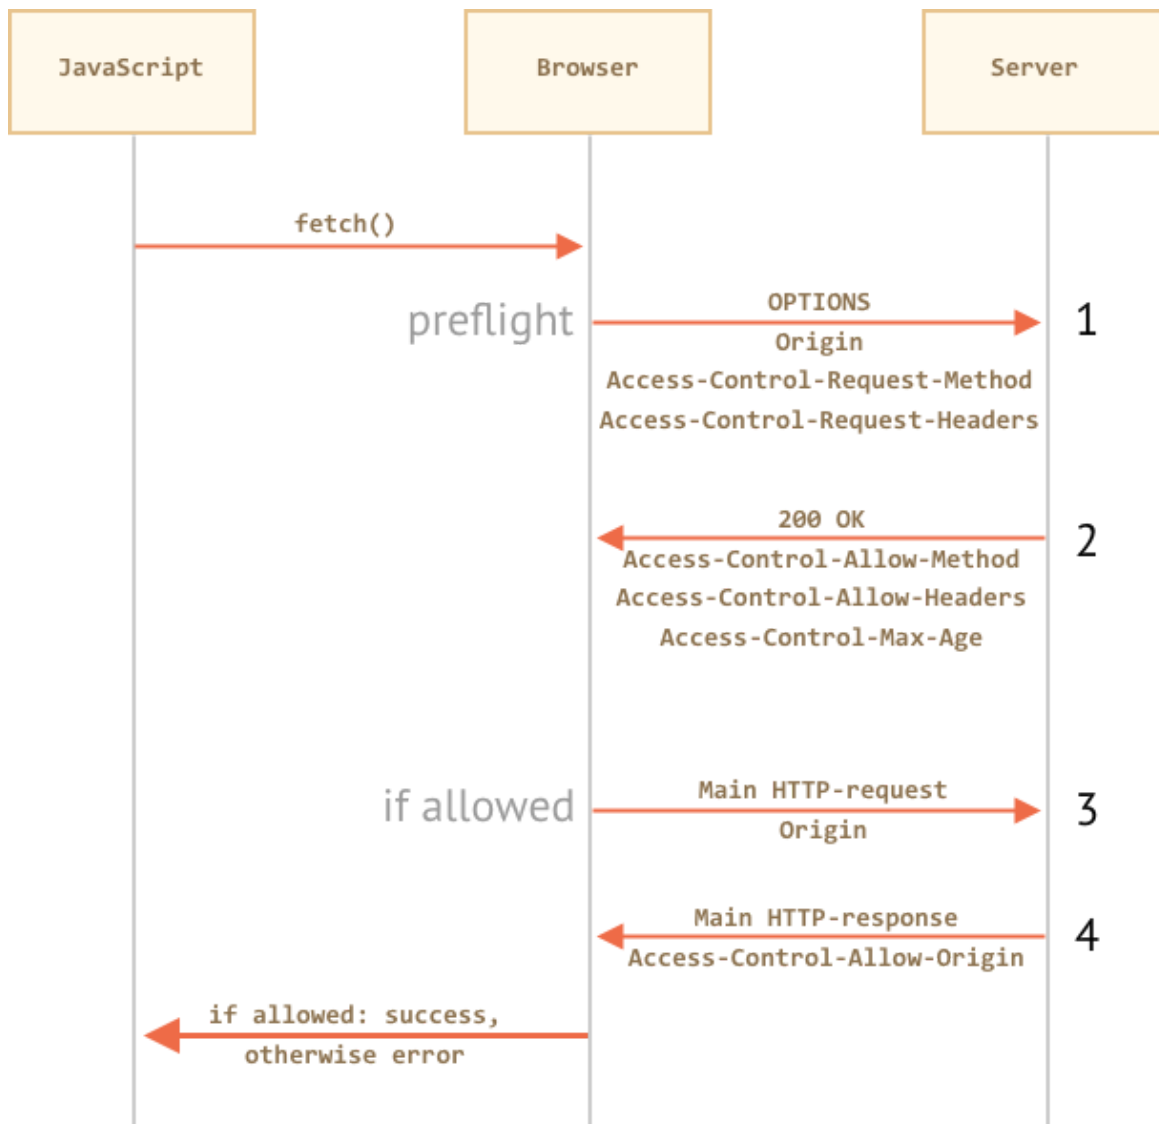 JavaScript
Browser
Server
fetch()
preflight
OPTIONS
1
Origin
Access-Control-Request-Method
Access-Control-Request-Headers
200 OK
2
Access-Control-Allow-Method
Access-Control-Allow-Headers
Access-Control-Max-Age
if allowed
Main HTTP-request
3
Origin
Main HTTP-response
4
Access-Control-Allow-Origin
if allowed: success,
otherwise error